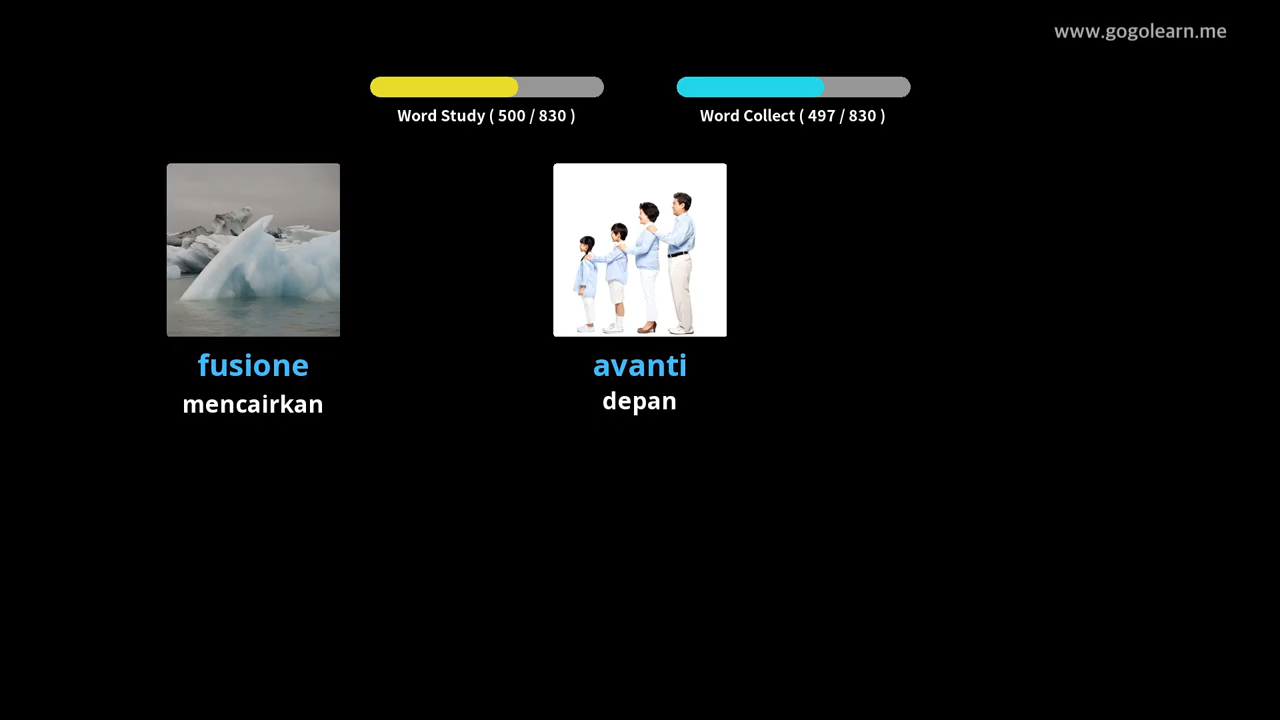 www.gogolearn.me
Word Study ( 500 / 830 )
Word Collect ( 497 / 830 )
fusione
mencairkan
avanti
depan